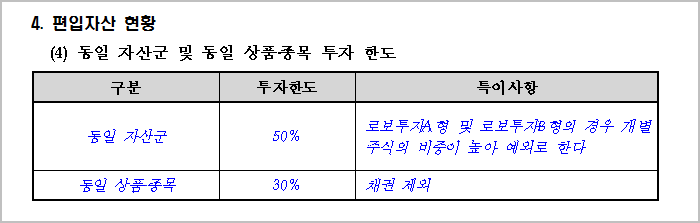 4. 편입자산 현황
(4) 동일 자산군 및 동일 상품·종목 투자 한도
구분 투자한도 특이사항
동일 자산군 50% 로보투자A형 및 로보투자B형의 경우 개별
주식의 비중이 높아 예외로 한다
동일 상품·종목 30% 채권 제외